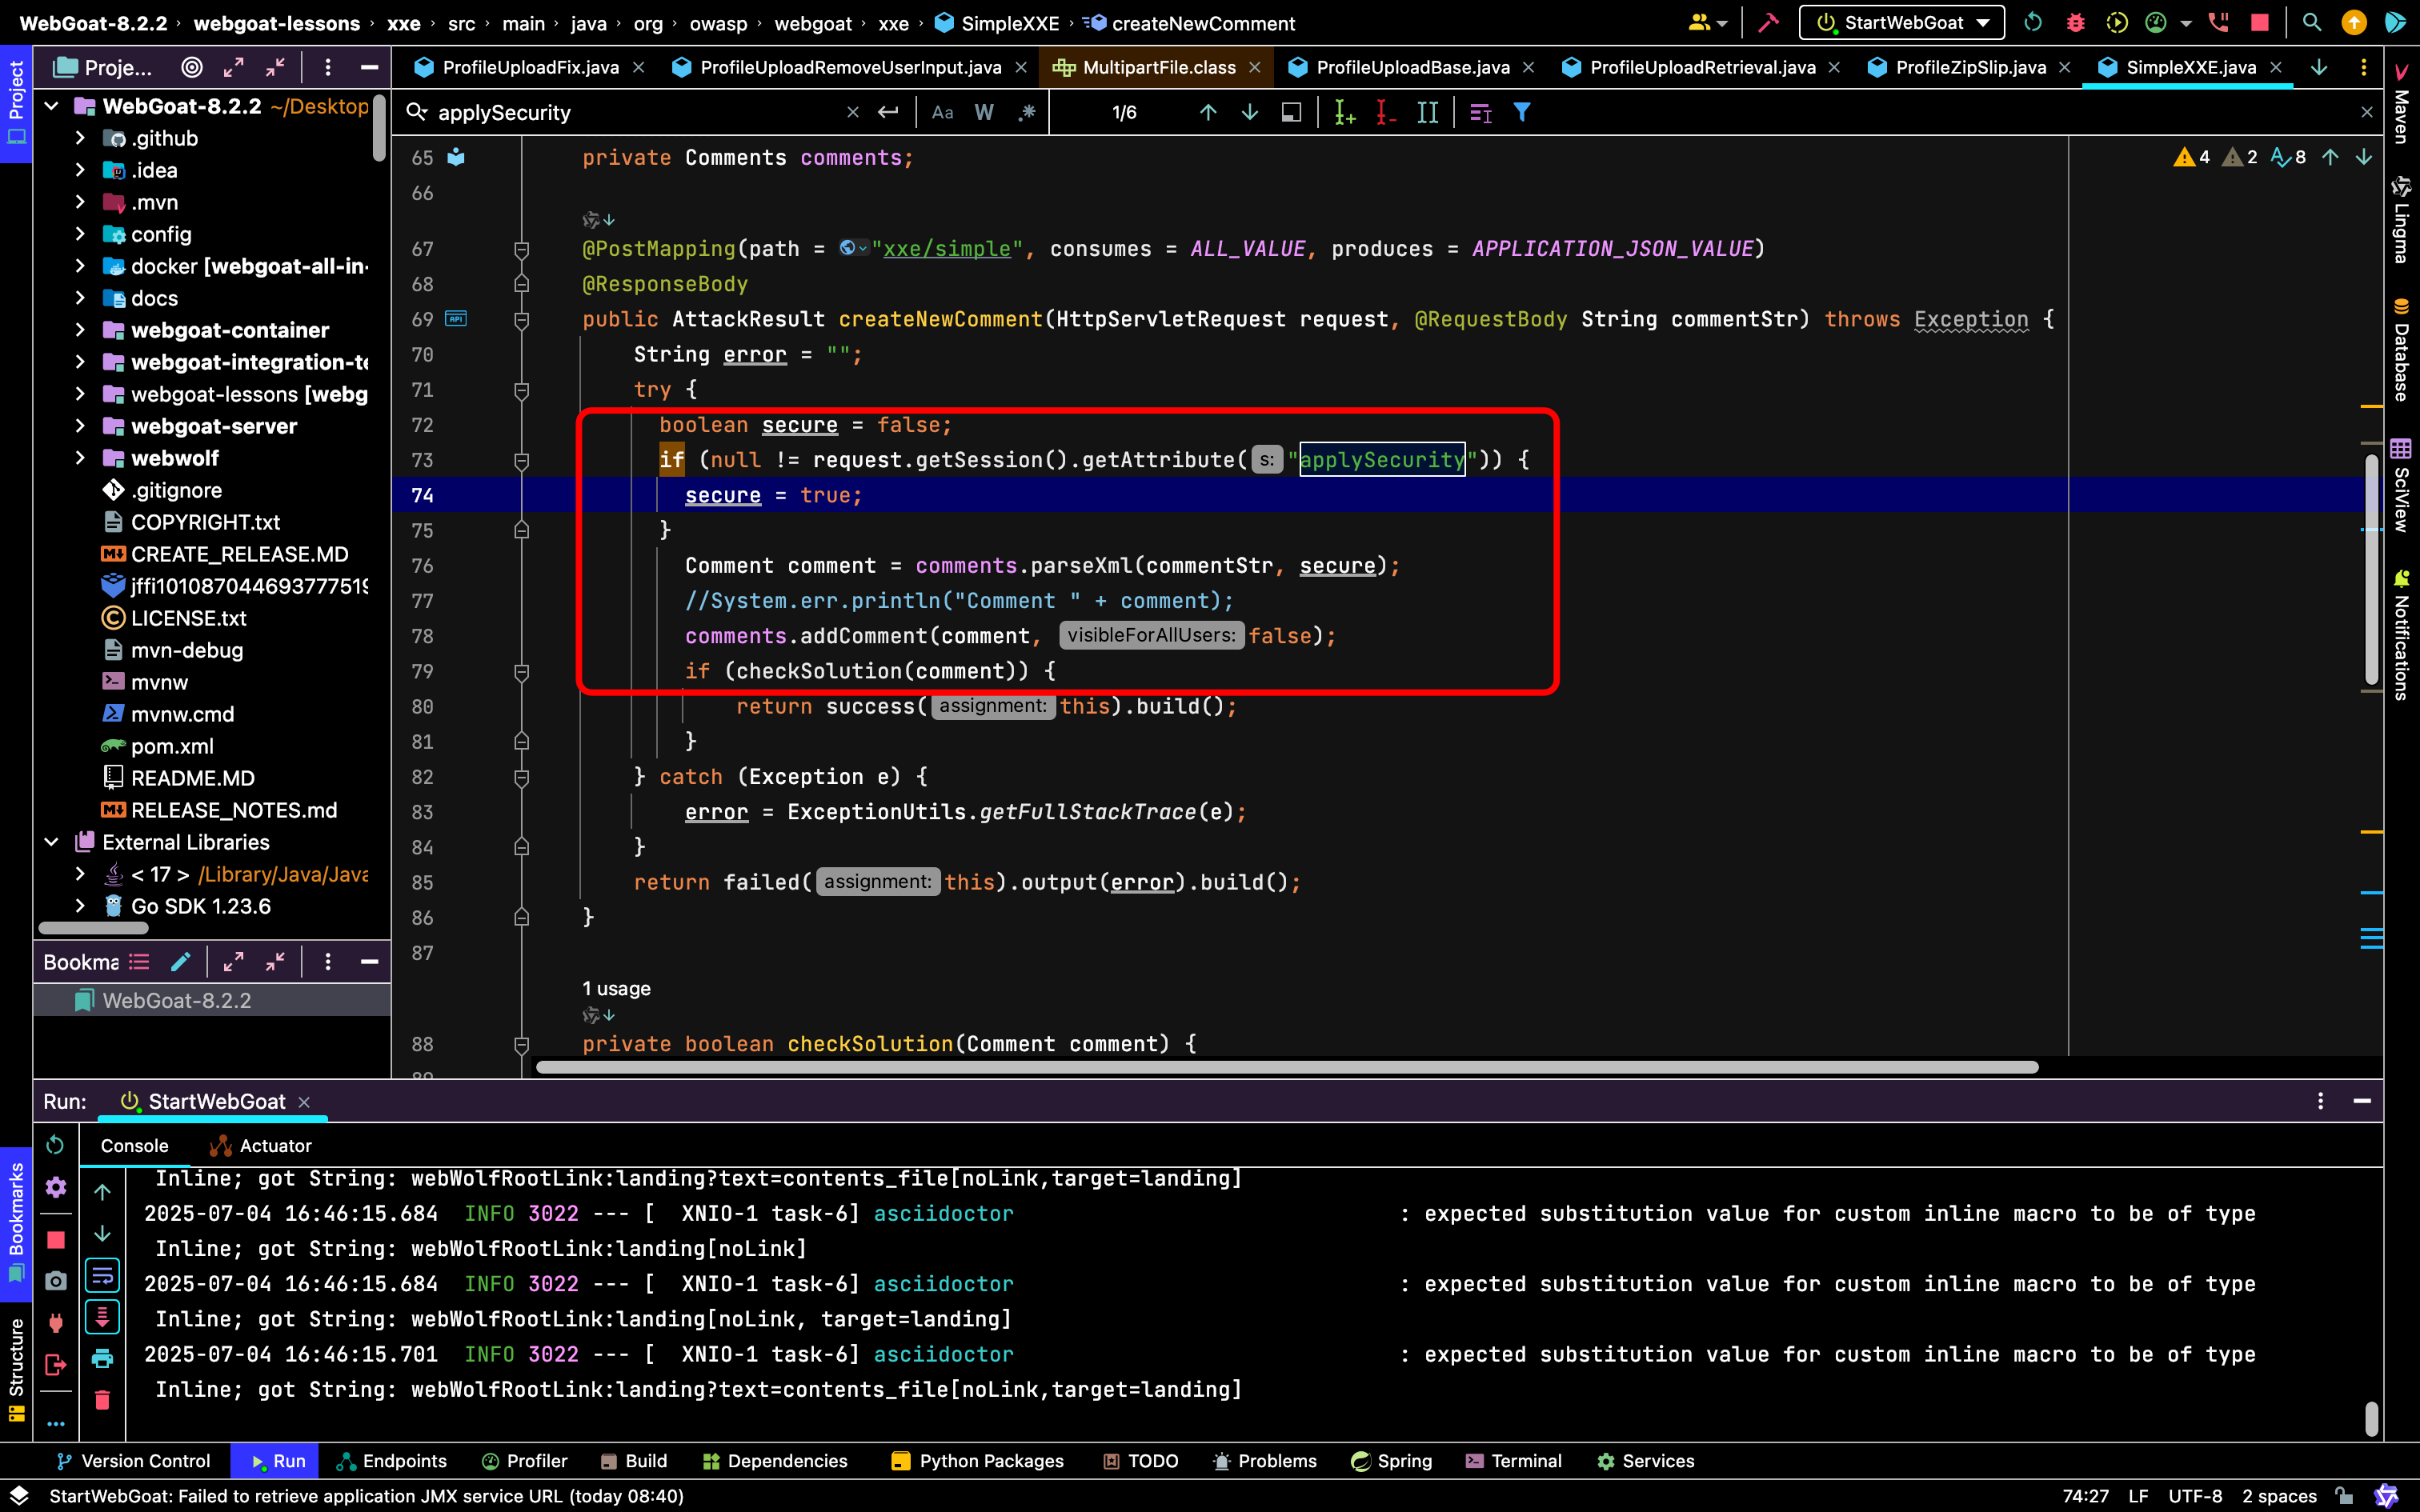 WebGoat-8.2.2 › webgoat-lessons › xxe › src › main › java › org › owasp › webgoat › xxe › SimpleXXE › createNewComment
StartWebGoat
Project
Proje...
ProfileUploadFix.java
ProfileUploadRemoveUserInput.java
MultipartFile.class
ProfileUploadBase.java
ProfileUploadRetrieval.java
ProfileZipSlip.java
SimpleXXE.java
applySecurity
Aa W .* 1/6
WebGoat-8.2.2 ~/Desktop
.github
.idea
.mvn
config
docker [webgoat-all-in-
docs
webgoat-container
webgoat-integration-te
webgoat-lessons [webg
webgoat-server
webwolf
.gitignore
COPYRIGHT.txt
CREATE_RELEASE.MD
jffi101087044693777519
LICENSE.txt
mvn-debug
mvnw
mvnw.cmd
pom.xml
README.MD
RELEASE_NOTES.md
External Libraries
< 17 > /Library/Java/Java
Go SDK 1.23.6
Bookma
WebGoat-8.2.2
4 2 8
65 private Comments comments;
66
67 @PostMapping(path = "xxe/simple", consumes = ALL_VALUE, produces = APPLICATION_JSON_VALUE)
68 @ResponseBody
69 API public AttackResult createNewComment(HttpServletRequest request, @RequestBody String commentStr) throws Exception {
70 String error = "";
71 try {
72 boolean secure = false;
73 if (null != request.getSession().getAttribute( s: "applySecurity")) {
74 secure = true;
75 }
76 Comment comment = comments.parseXml(commentStr, secure);
77 //System.err.println("Comment " + comment);
78 comments.addComment(comment, visibleForAllUsers: false);
79 if (checkSolution(comment)) {
80 return success( assignment: this).build();
81 }
82 } catch (Exception e) {
83 error = ExceptionUtils.getFullStackTrace(e);
84 }
85 return failed( assignment: this).output(error).build();
86 }
87
1 usage
88 private boolean checkSolution(Comment comment) {
Maven
Lingma
Database
SciView
Notifications
Run: StartWebGoat
Console Actuator
Inline; got String: webWolfRootLink:landing?text=contents_file[noLink,target=landing]
2025-07-04 16:46:15.684 INFO 3022 --- [ XNIO-1 task-6] asciidoctor : expected substitution value for custom inline macro to be of type
Inline; got String: webWolfRootLink:landing[noLink]
2025-07-04 16:46:15.684 INFO 3022 --- [ XNIO-1 task-6] asciidoctor : expected substitution value for custom inline macro to be of type
Inline; got String: webWolfRootLink:landing[noLink, target=landing]
2025-07-04 16:46:15.701 INFO 3022 --- [ XNIO-1 task-6] asciidoctor : expected substitution value for custom inline macro to be of type
Inline; got String: webWolfRootLink:landing?text=contents_file[noLink,target=landing]
Bookmarks
Structure
Version Control Run Endpoints Profiler Build Dependencies Python Packages TODO Problems Spring Terminal Services
StartWebGoat: Failed to retrieve application JMX service URL (today 08:40)
74:27 LF UTF-8 2 spaces